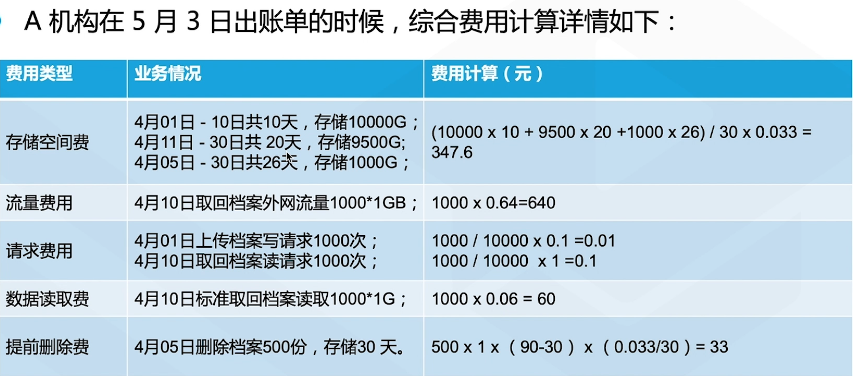 A 机构在 5 月 3 日出账单的时候，综合费用计算详情如下：
费用类型 业务情况 费用计算（元）
存储空间费
4月01日 - 10日共10天，存储10000G；
4月11日 - 30日共 20天，存储9500G;
4月05日 - 30日共26天，存储1000G；
(10000 x 10 + 9500 x 20 +1000 x 26) / 30 x 0.033 =
347.6
流量费用 4月10日取回档案外网流量1000*1GB； 1000 x 0.64=640
请求费用
4月01日上传档案写请求1000次；
4月10日取回档案读请求1000次；
1000 / 10000 x 0.1 =0.01
1000 / 10000 x 1 =0.1
数据读取费 4月10日标准取回档案读取1000*1G； 1000 x 0.06 = 60
提前删除费 4月05日删除档案500份，存储30 天。 500 x 1 x （90-30） x （0.033/30）= 33